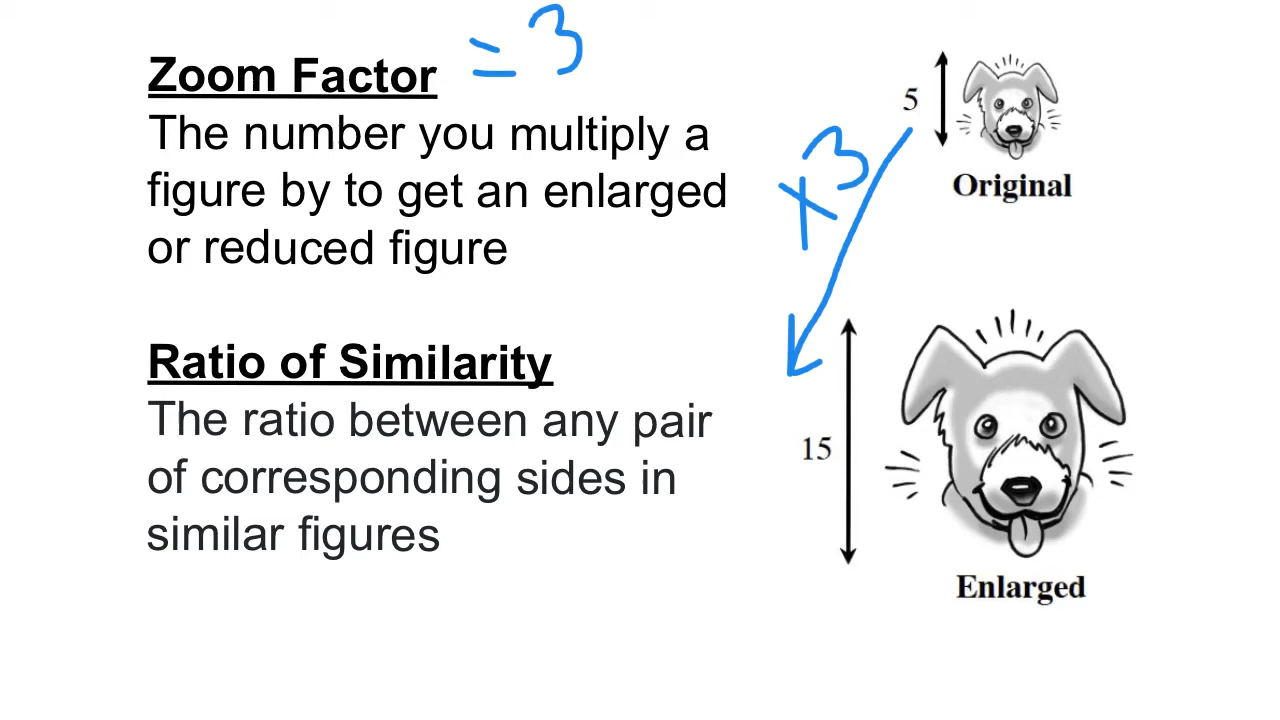 Zoom Factor = 3
The number you multiply a
figure by to get an enlarged
or reduced figure
Ratio of Similarity
The ratio between any pair
of corresponding sides in
similar figures
5
x3
Original
15
Enlarged